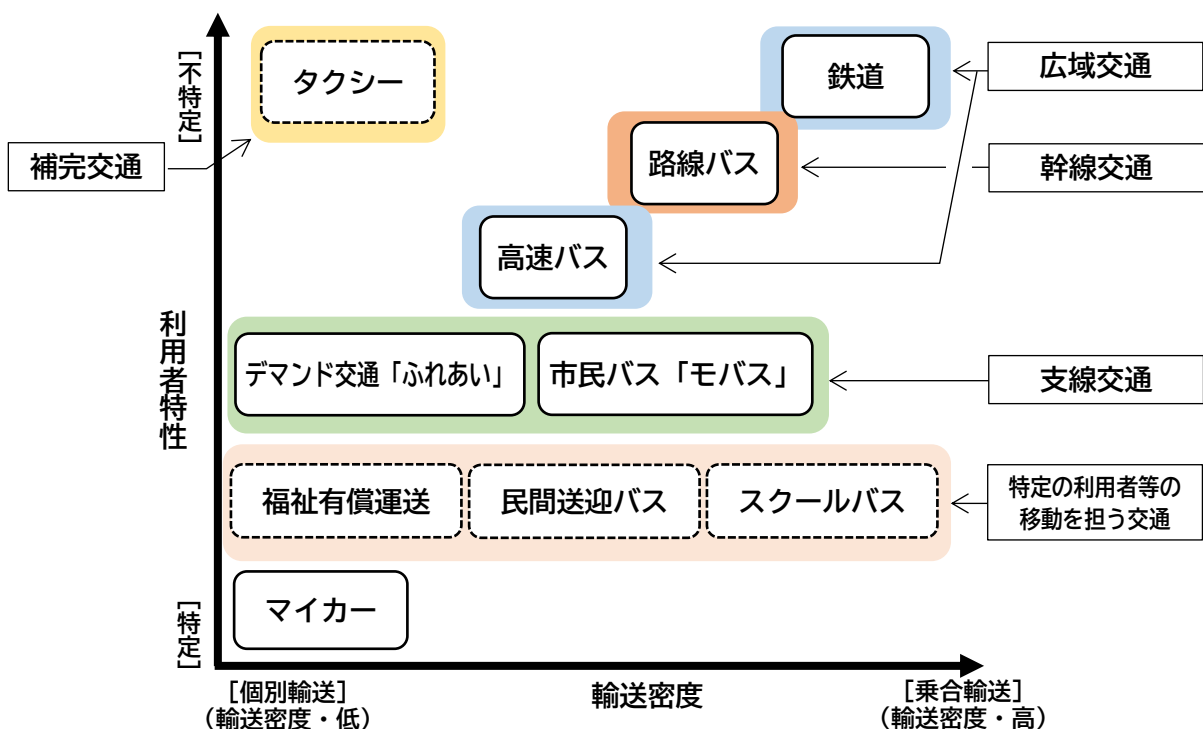 [不特定]
タクシー
鉄道
広域交通
補完交通
路線バス
幹線交通
高速バス
利用者特性
デマンド交通「ふれあい」
市民バス「モバス」
支線交通
福祉有償運送
民間送迎バス
スクールバス
特定の利用者等の
移動を担う交通
[特定]
マイカー
[個別輸送]
(輸送密度・低)
輸送密度
[乗合輸送]
(輸送密度・高)